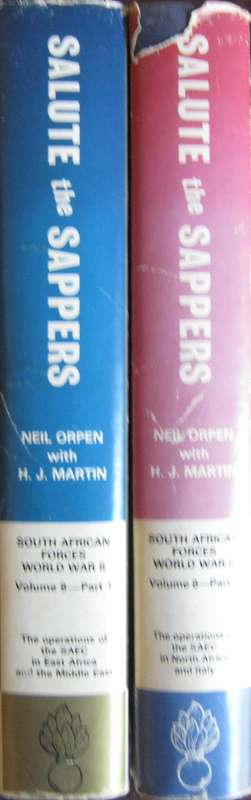 SALUTE the SAPPERS
NEIL ORPEN
with
H. J. MARTIN
SOUTH AFRICAN
FORCES
WORLD WAR II
Volume 8—Part 1
The operations of
the SAEC
in East Africa
and the Middle East
SALUTE the SAPPERS
NEIL ORPEN
with
H. J. MARTIN
SOUTH AFRICAN
FORCES
WORLD WAR
Volume 8—Part
The operations
the SAEC
in North Africa
and Italy